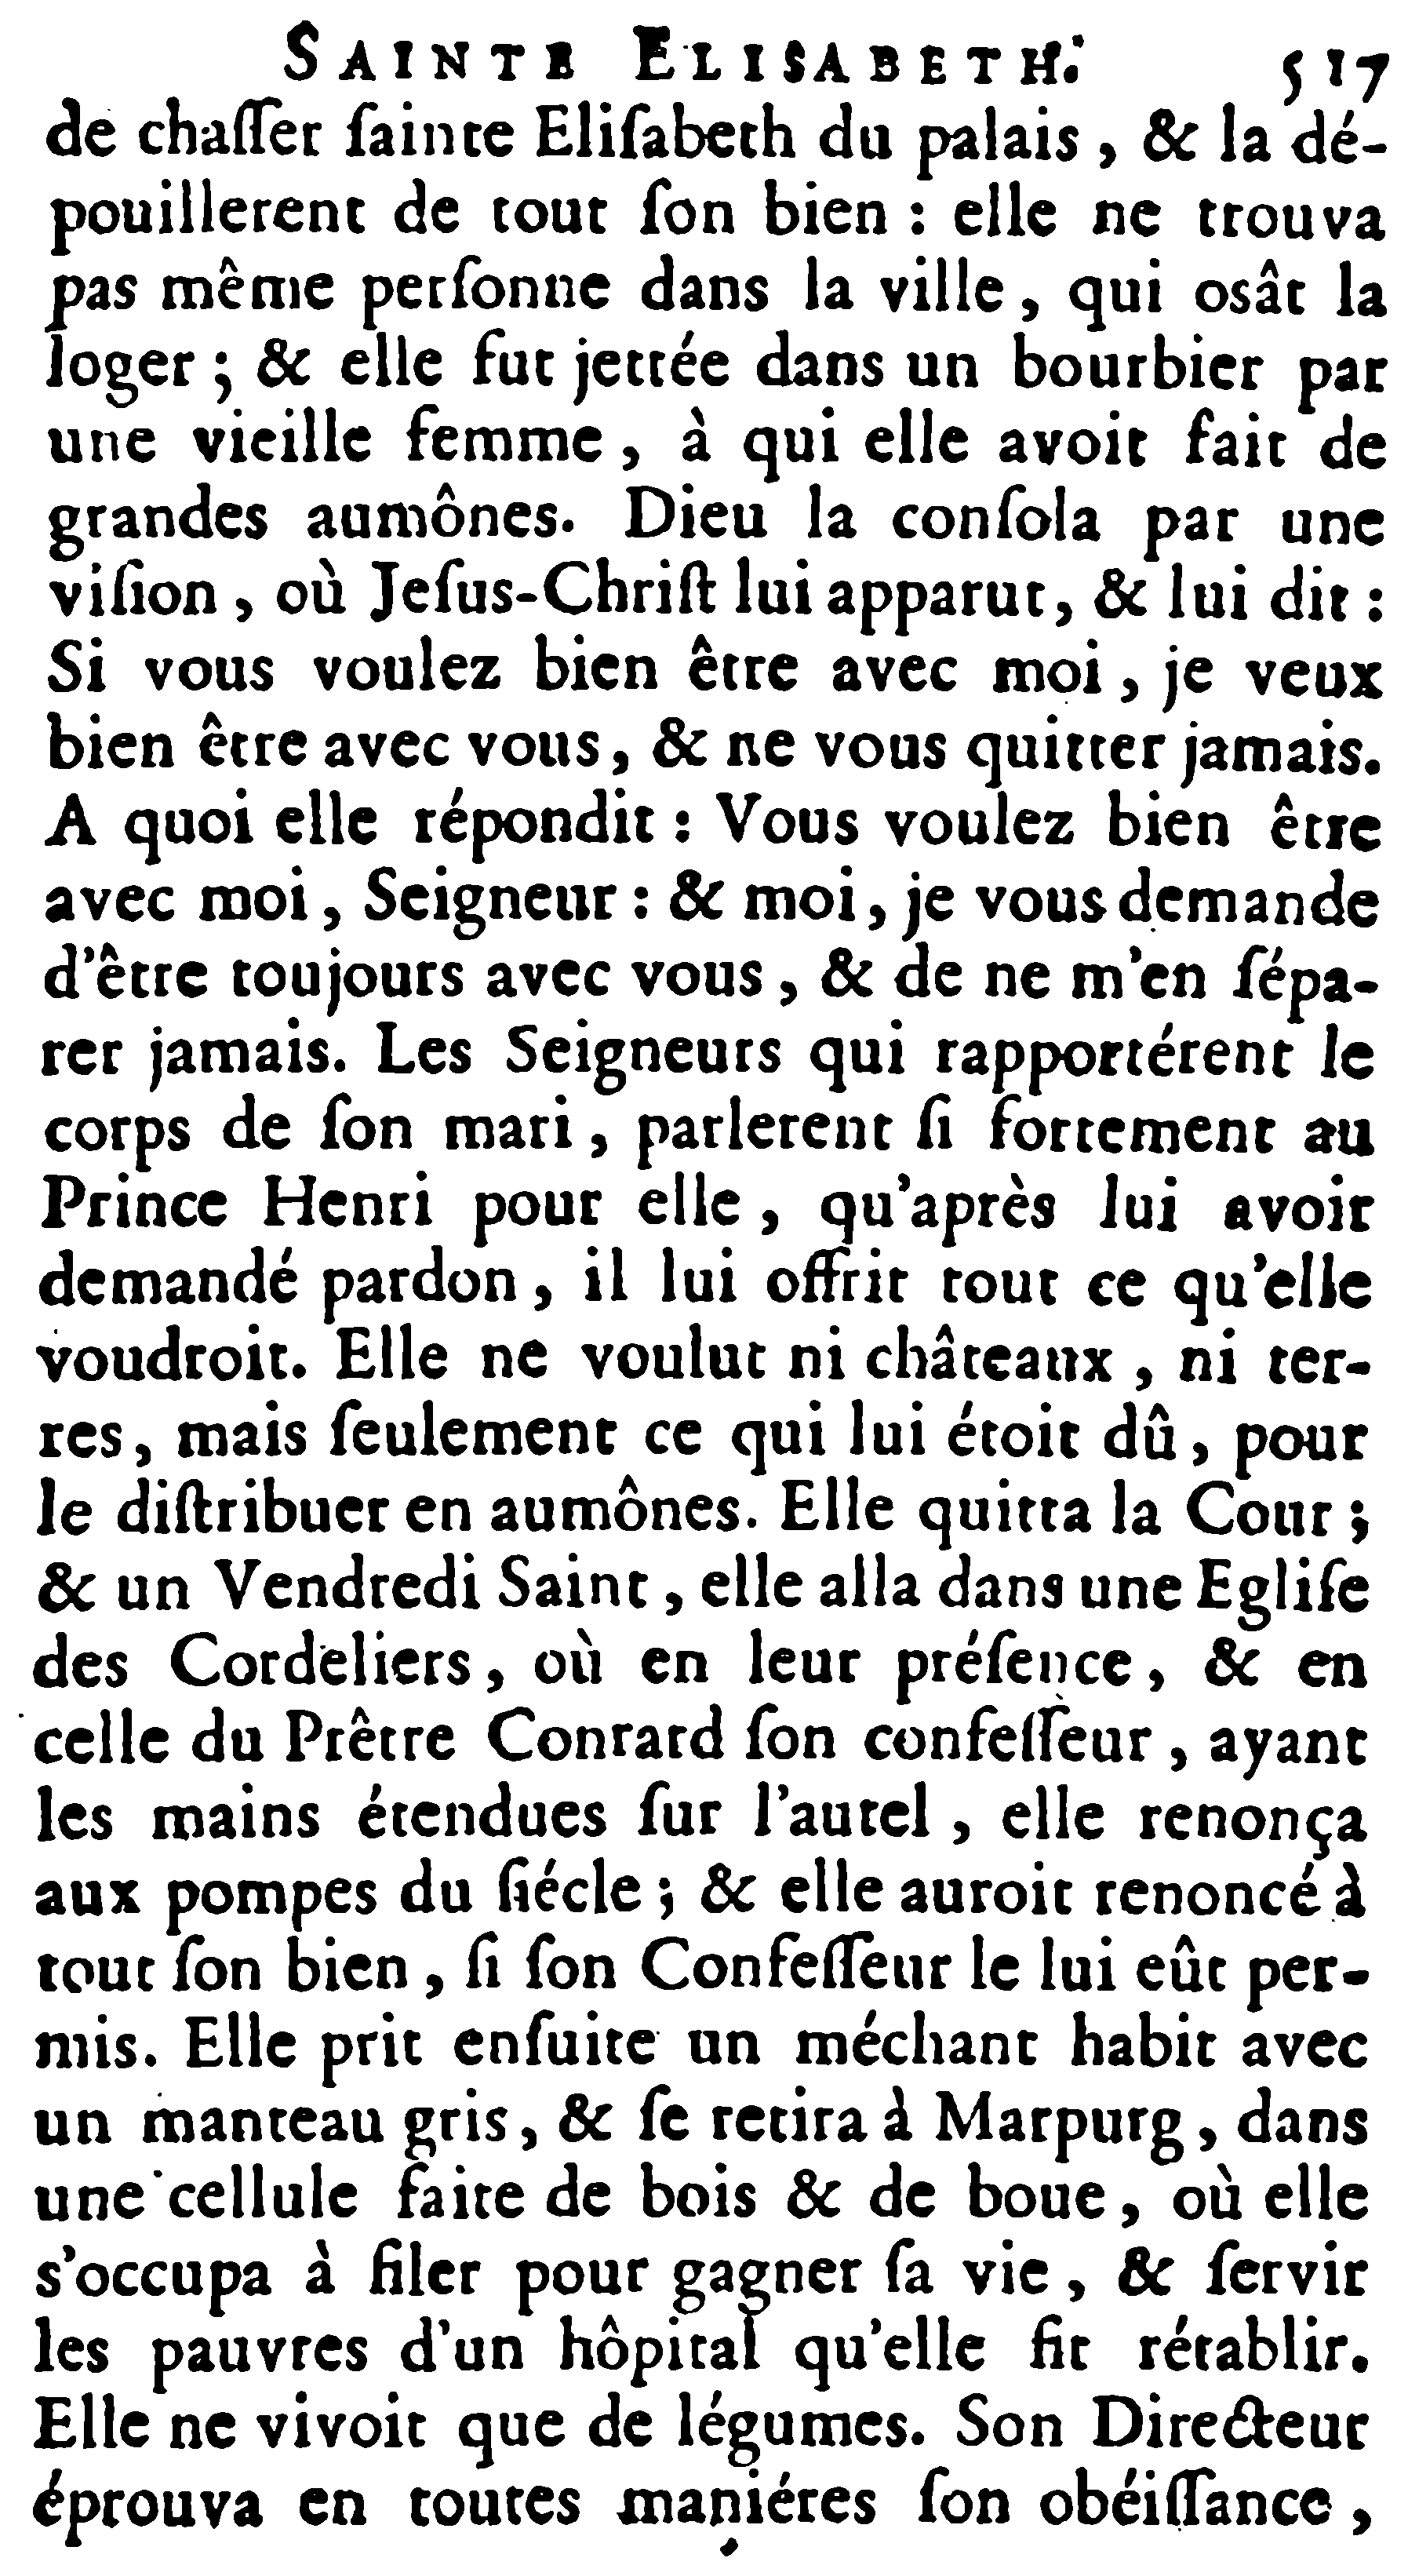 SAINTE ELISABETH. 517
de chaſſer ſainte Eliſabeth du palais, & la dé-
pouillerent de tout ſon bien : elle ne trouva
pas même perſonne dans la ville, qui osât la
loger ; & elle fut jettée dans un bourbier par
une vieille femme, à qui elle avoit fait de
grandes aumônes. Dieu la conſola par une
viſion, où Jeſus-Chriſt lui apparut, & lui dit :
Si vous voulez bien être avec moi, je veux
bien être avec vous, & ne vous quitter jamais.
A quoi elle répondit : Vous voulez bien être
avec moi, Seigneur : & moi, je vous demande
d'être toujours avec vous, & de ne m'en ſépa-
rer jamais. Les Seigneurs qui rapportérent le
corps de ſon mari, parlerent ſi fortement au
Prince Henri pour elle, qu'après lui avoir
demandé pardon, il lui offrit tout ce qu'elle
voudroit. Elle ne voulut ni châteaux, ni ter-
res, mais ſeulement ce qui lui étoit dû, pour
le diſtribuer en aumônes. Elle quitta la Cour ;
& un Vendredi Saint, elle alla dans une Egliſe
des Cordeliers, où en leur préſence, & en
celle du Prêtre Conrard ſon confeſſeur, ayant
les mains étendues ſur l'autel, elle renonça
aux pompes du ſiécle ; & elle auroit renoncé à
tout ſon bien, ſi ſon Confeſſeur le lui eût per-
mis. Elle prit enſuite un méchant habit avec
un manteau gris, & ſe retira à Marpurg, dans
une cellule faite de bois & de boue, où elle
s'occupa à filer pour gagner ſa vie, & ſervir
les pauvres d'un hôpital qu'elle fit rétablir.
Elle ne vivoit que de légumes. Son Directeur
éprouva en toutes maniéres ſon obéiſſance,